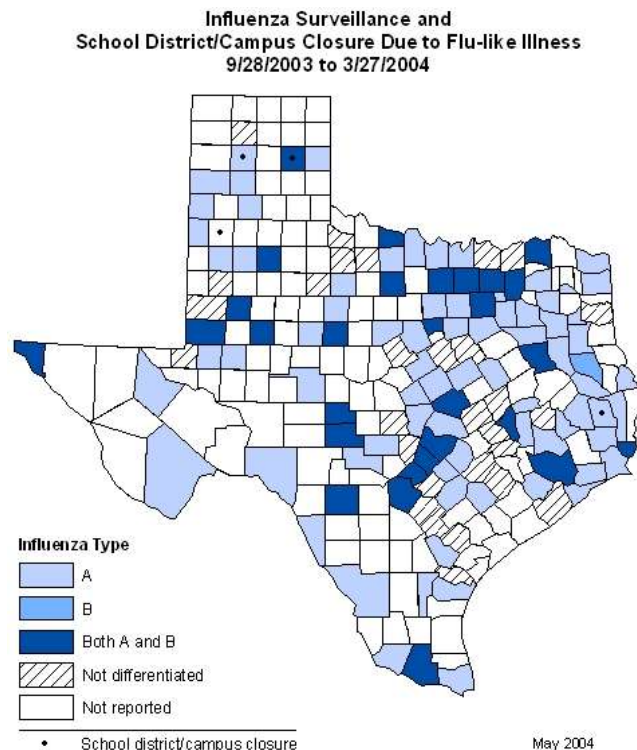 Influenza Surveillance and
School District/Campus Closure Due to Flu-like Illness
9/28/2003 to 3/27/2004
Influenza Type
A
B
Both A and B
Not differentiated
Not reported
• School district/campus closure
May 2004